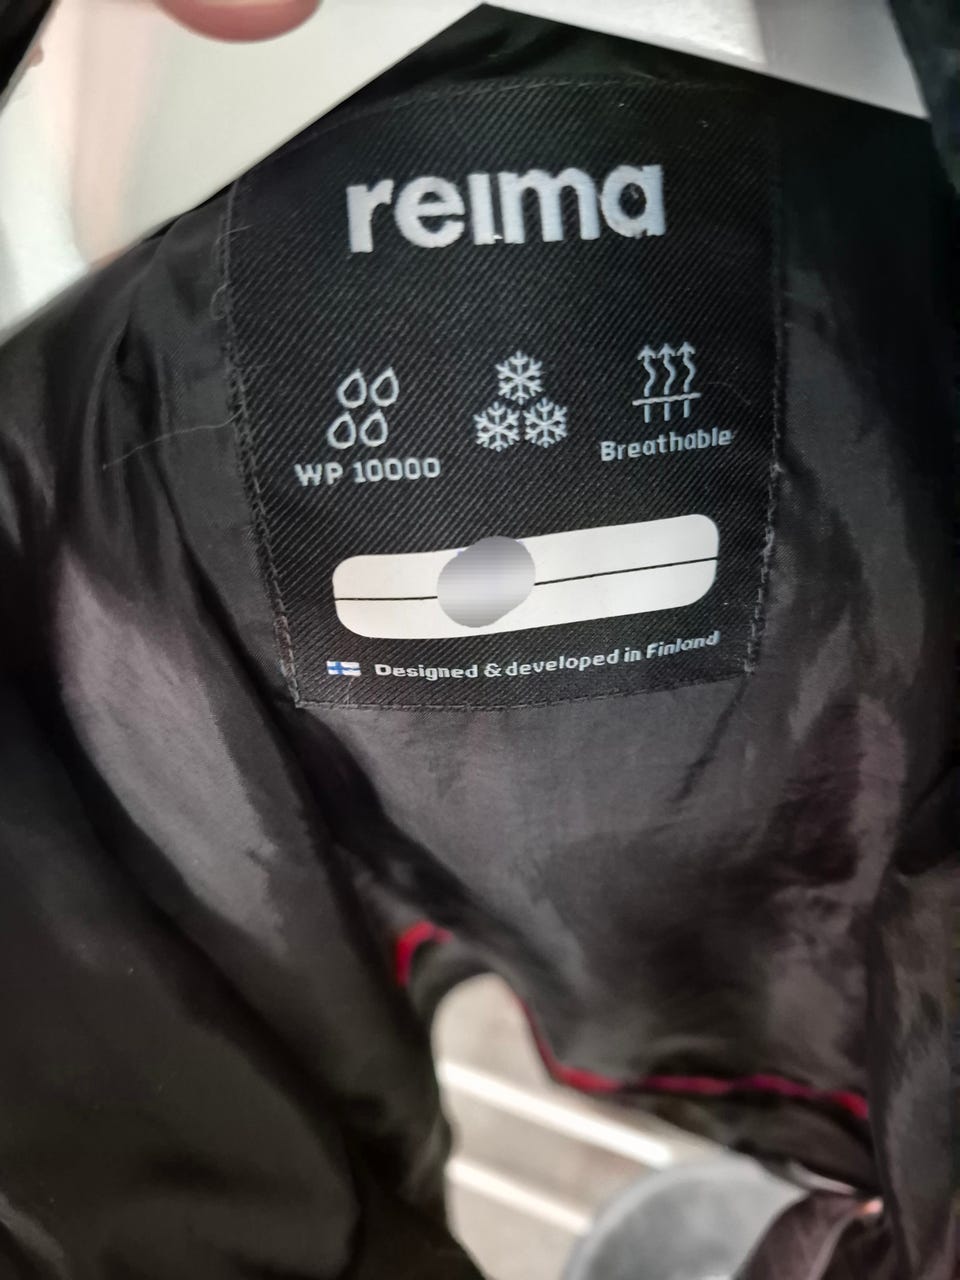 reima
WP 10000
Breathable
Designed & developed in Finland